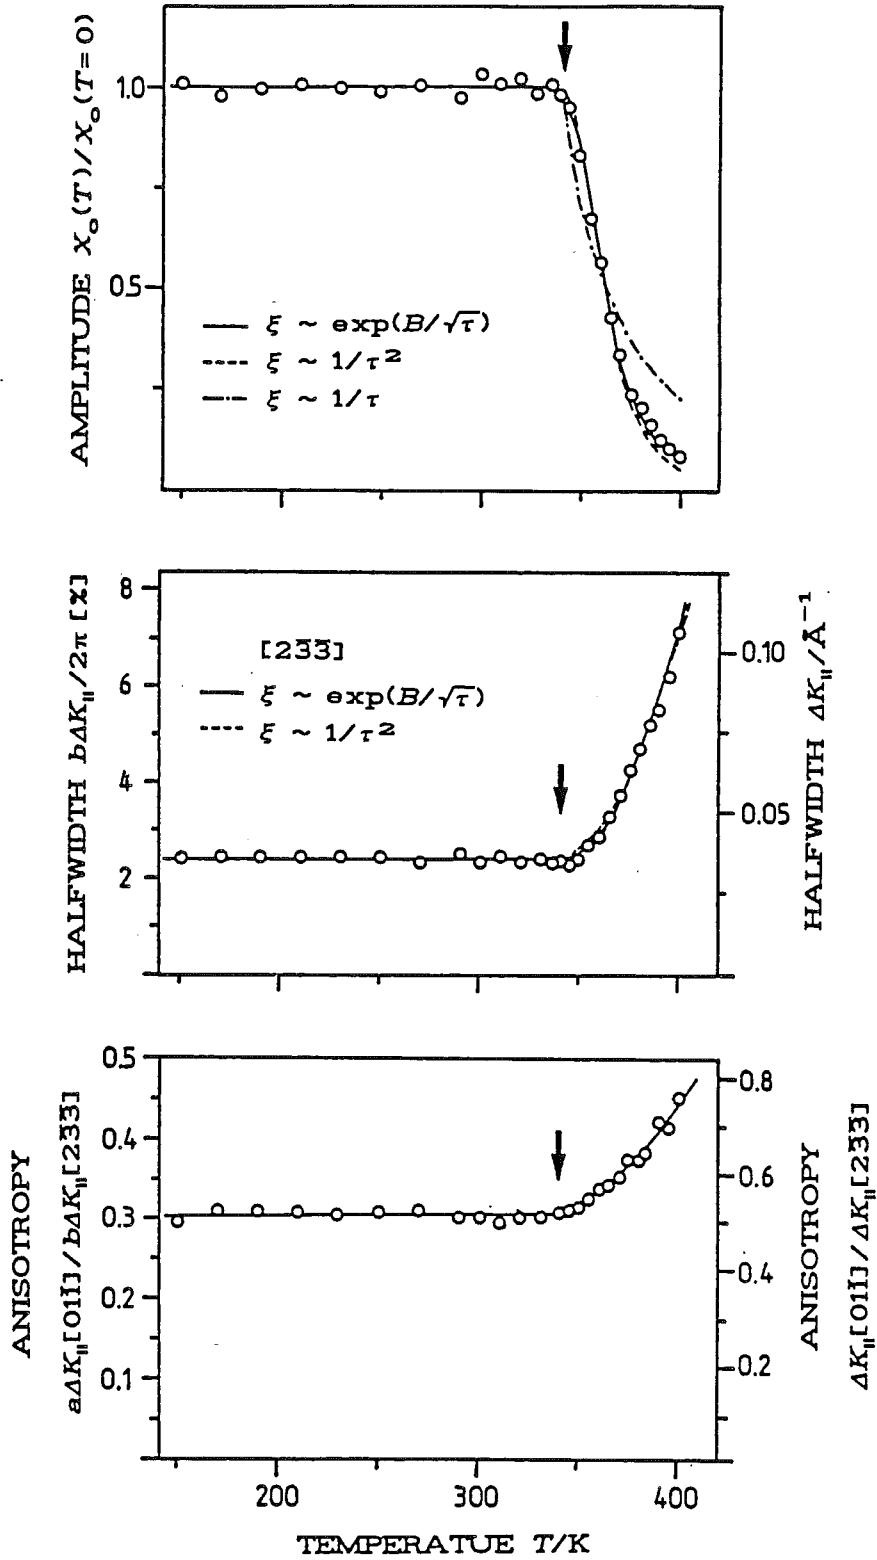 AMPLITUDE χ₀(T)/χ₀(T=0)
1.0
0.5
ξ ~ exp(B/√τ)
ξ ~ 1/τ²
ξ ~ 1/τ
HALFWIDTH bΔK∥/2π [%]
8
6
4
2
[23̄3̄]
ξ ~ exp(B/√τ)
ξ ~ 1/τ²
0.10
0.05
HALFWIDTH ΔK∥/Å⁻¹
ANISOTROPY
aΔK∥[011̄]/bΔK∥[23̄3̄]
0.5
0.4
0.3
0.2
0.1
0.8
0.6
0.4
0.2
ANISOTROPY
ΔK∥[011̄]/ΔK∥[23̄3̄]
200 300 400
TEMPERATUE T/K